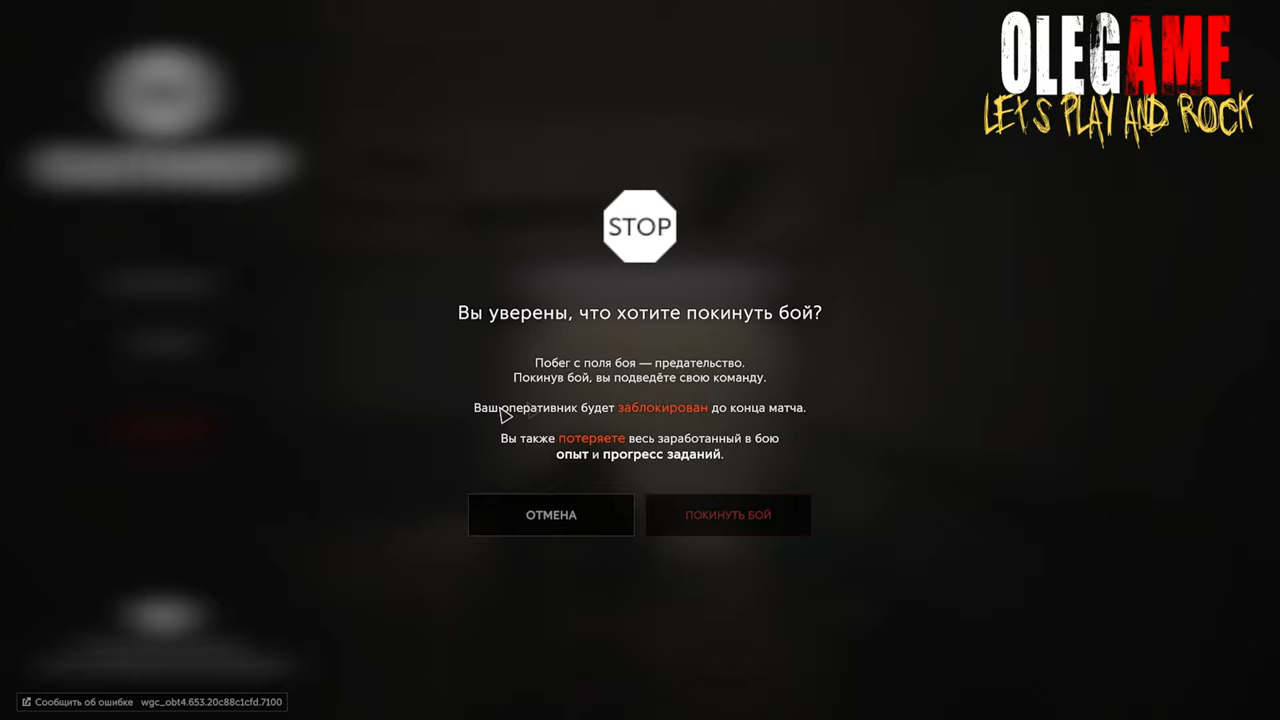 OLEGAME
LET'S PLAY AND ROCK
STOP
Вы уверены, что хотите покинуть бой?
Побег с поля боя — предательство.
Покинув бой, вы подведёте свою команду.
Ваш оперативник будет заблокирован до конца матча.
Вы также потеряете весь заработанный в бою
опыт и прогресс заданий.
ОТМЕНА
ПОКИНУТЬ БОЙ
Сообщить об ошибке wgc_obt4.653.20c88c1cfd.7100